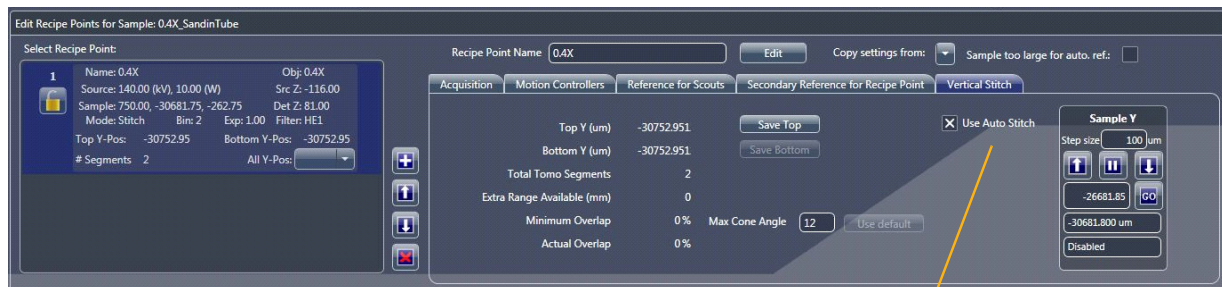 Edit Recipe Points for Sample: 0.4X_SandinTube
Select Recipe Point:
1
Name: 0.4X Obj: 0.4X
Source: 140.00 (kV), 10.00 (W) Src Z: -116.00
Sample: 750.00, -30681.75, -262.75 Det Z: 81.00
Mode: Stitch Bin: 2 Exp: 1.00 Filter: HE1
Top Y-Pos: -30752.95 Bottom Y-Pos: -30752.95
# Segments 2 All Y-Pos:
Recipe Point Name 0.4X Edit Copy settings from: Sample too large for auto. ref.:
Acquisition Motion Controllers Reference for Scouts Secondary Reference for Recipe Point Vertical Stitch
Top Y (um) -30752.951 Save Top
Bottom Y (um) -30752.951 Save Bottom
Total Tomo Segments 2
Extra Range Available (mm) 0
Minimum Overlap 0% Max Cone Angle 12 Use default
Actual Overlap 0%
Use Auto Stitch
Sample Y
Step size 100 um
-26681.85 GO
-30681.800 um
Disabled